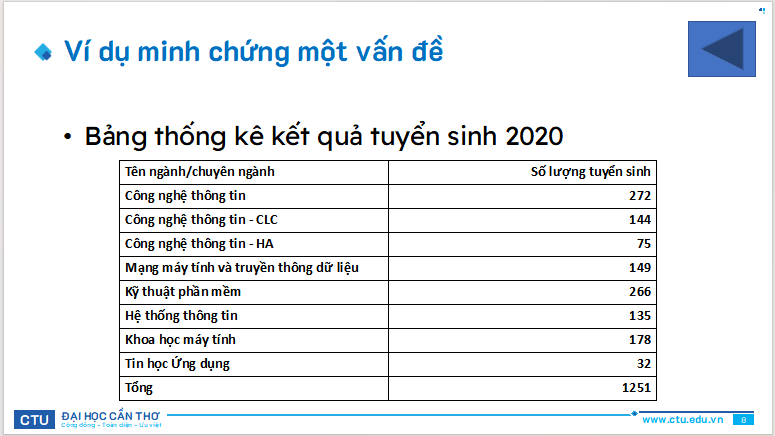 Ví dụ minh chứng một vấn đề
• Bảng thống kê kết quả tuyển sinh 2020
Tên ngành/chuyên ngành Số lượng tuyển sinh
Công nghệ thông tin 272
Công nghệ thông tin - CLC 144
Công nghệ thông tin - HA 75
Mạng máy tính và truyền thông dữ liệu 149
Kỹ thuật phần mềm 266
Hệ thống thông tin 135
Khoa học máy tính 178
Tin học Ứng dụng 32
Tổng 1251
CTU ĐẠI HỌC CẦN THƠ
Cộng đồng – Toàn diện – Ưu việt
www.ctu.edu.vn 8